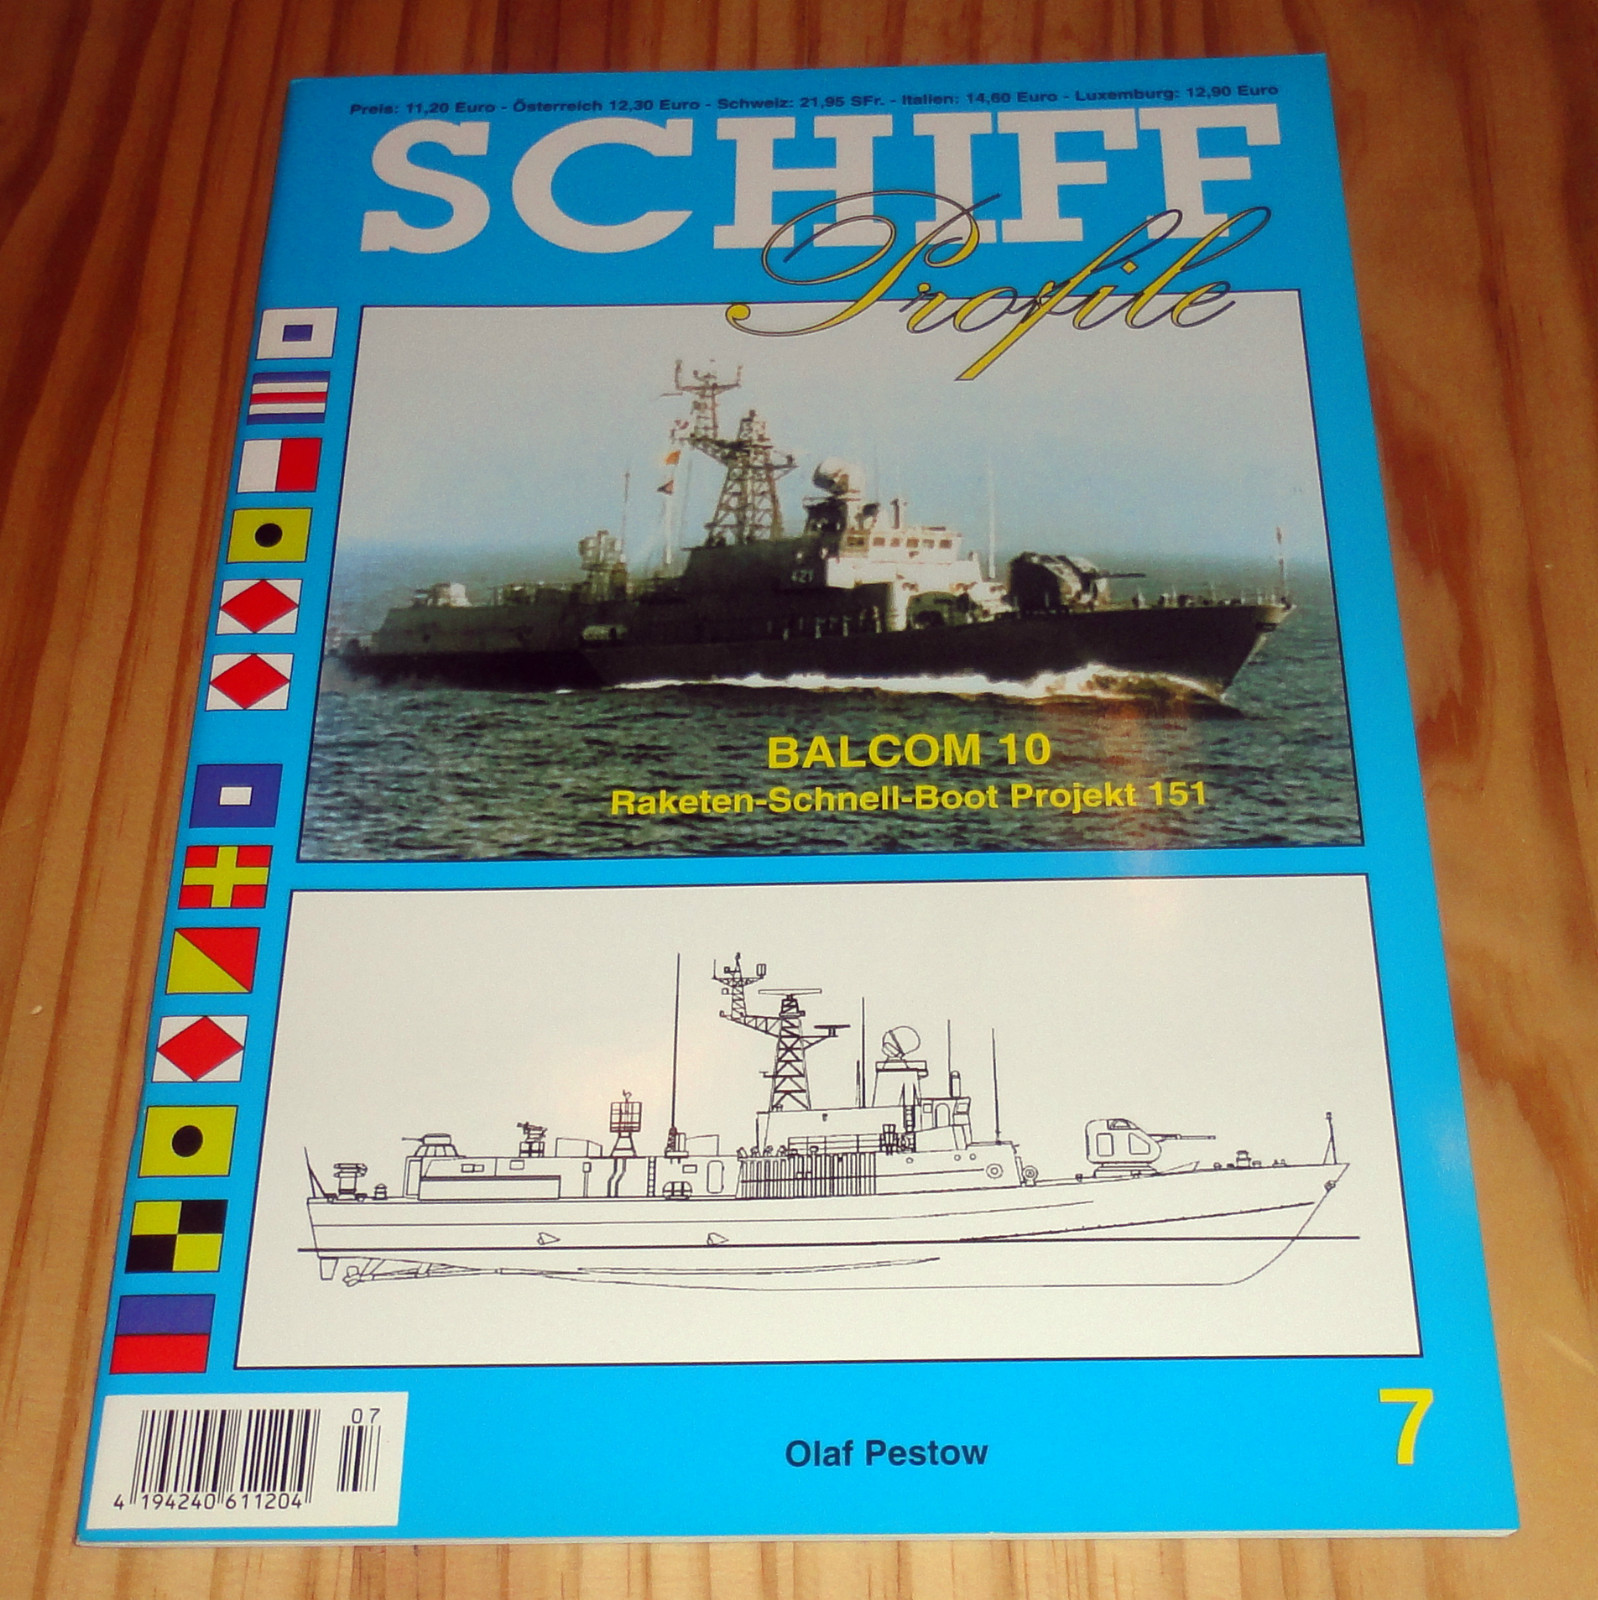 Preis: 11,20 Euro - Österreich 12,30 Euro - Schweiz: 21,95 SFr. - Italien: 14,60 Euro - Luxemburg: 12,90 Euro
SCHIFF
Profile
421
BALCOM 10
Raketen-Schnell-Boot Projekt 151
7
07
Olaf Pestow
4 194240 611204